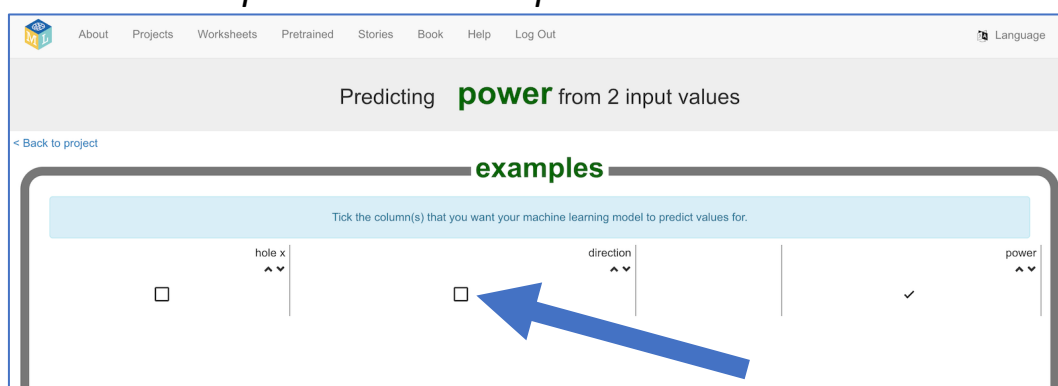 About Projects Worksheets Pretrained Stories Book Help Log Out Language
Predicting power from 2 input values
< Back to project
examples
Tick the column(s) that you want your machine learning model to predict values for.
hole x direction power